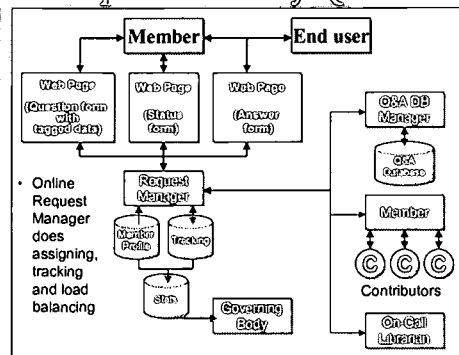 Member
End user
Web Page
(Question form
with
tagged data)
Web Page
(Status
form)
Web Page
(Answer
form)
Q&A DB
Manager
Q&A
Database
• Online
Request
Manager
does
assigning,
tracking
and load
balancing
Request
Manager
Member
Profile
Tracking
Stats
Governing
Body
Member
C C C
Contributors
On-Call
Librarian